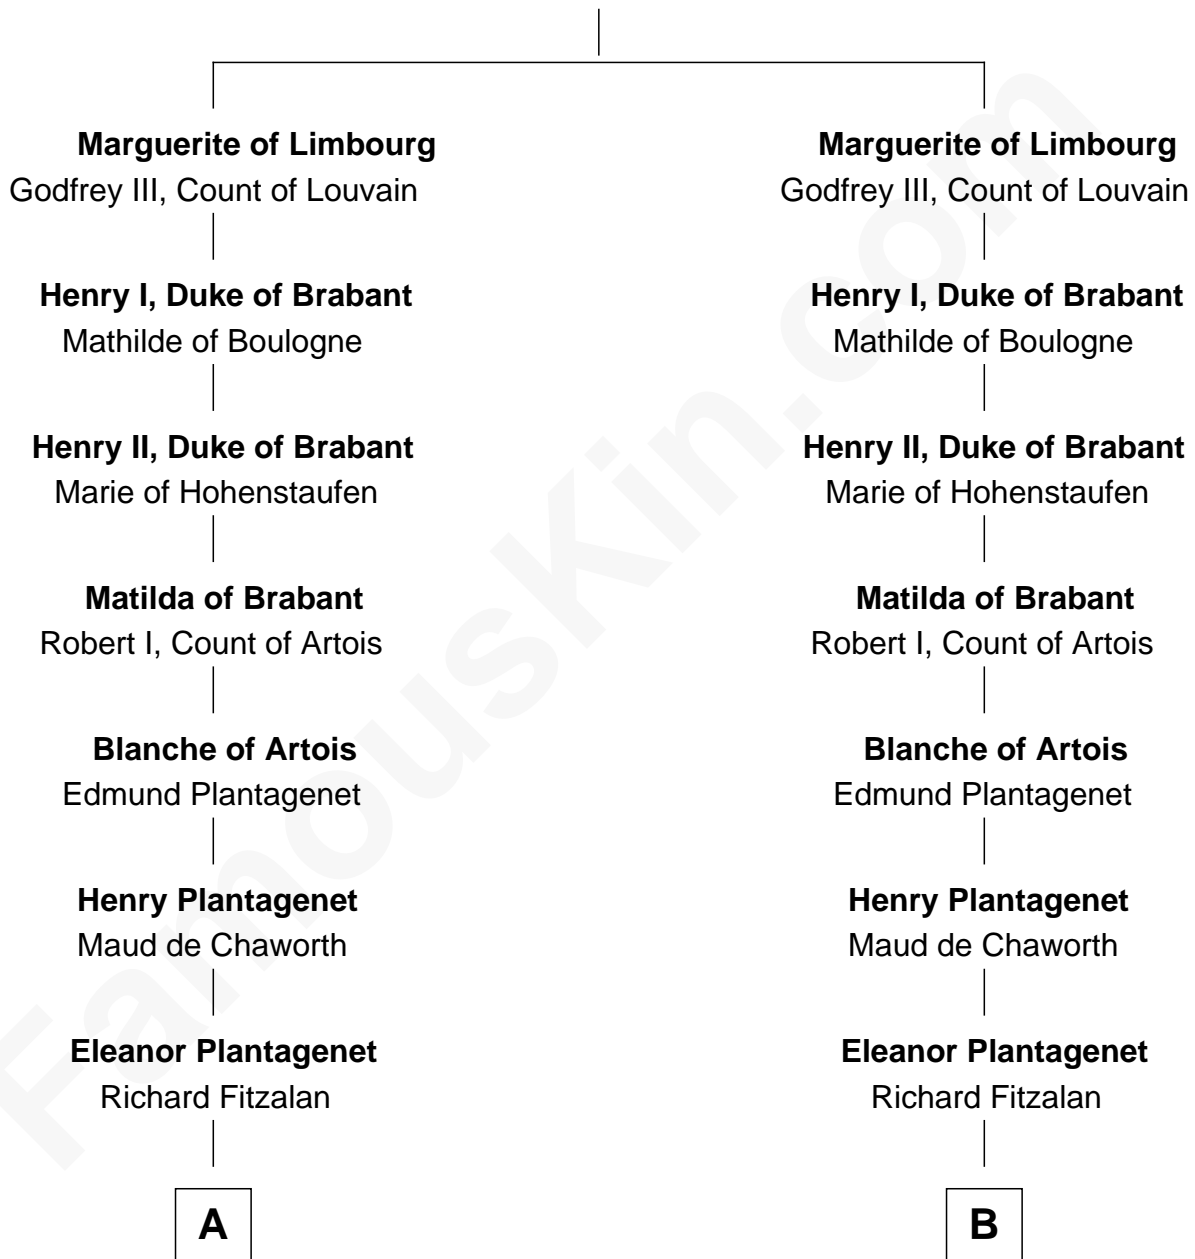 Marguerite of Limbourg
Godfrey III, Count of Louvain
Henry I, Duke of Brabant
Mathilde of Boulogne
Henry II, Duke of Brabant
Marie of Hohenstaufen
Matilda of Brabant
Robert I, Count of Artois
Blanche of Artois
Edmund Plantagenet
Henry Plantagenet
Maud de Chaworth
Eleanor Plantagenet
Richard Fitzalan
A
Marguerite of Limbourg
Godfrey III, Count of Louvain
Henry I, Duke of Brabant
Mathilde of Boulogne
Henry II, Duke of Brabant
Marie of Hohenstaufen
Matilda of Brabant
Robert I, Count of Artois
Blanche of Artois
Edmund Plantagenet
Henry Plantagenet
Maud de Chaworth
Eleanor Plantagenet
Richard Fitzalan
B
FamousKin.com